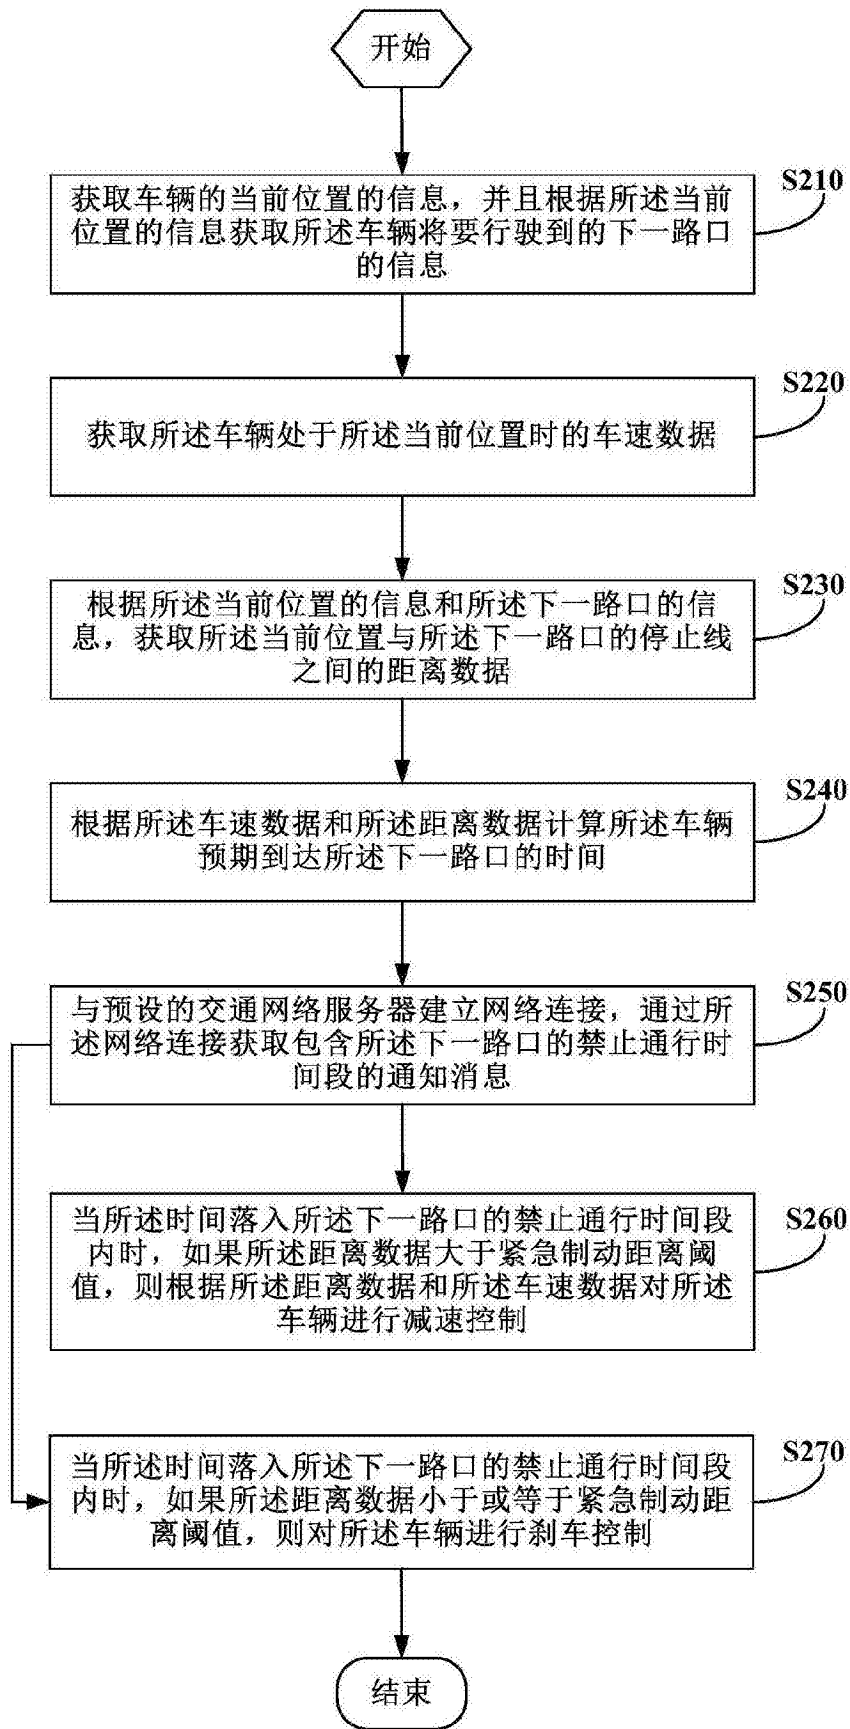 开始
S210
获取车辆的当前位置的信息，并且根据所述当前
位置的信息获取所述车辆将要行驶到的下一路口
的信息
S220
获取所述车辆处于所述当前位置时的车速数据
S230
根据所述当前位置的信息和所述下一路口的信
息，获取所述当前位置与所述下一路口的停止线
之间的距离数据
S240
根据所述车速数据和所述距离数据计算所述车辆
预期到达所述下一路口的时间
S250
与预设的交通网络服务器建立网络连接，通过所
述网络连接获取包含所述下一路口的禁止通行时
间段的通知消息
S260
当所述时间落入所述下一路口的禁止通行时间段
内时，如果所述距离数据大于紧急制动距离阈
值，则根据所述距离数据和所述车速数据对所述
车辆进行减速控制
S270
当所述时间落入所述下一路口的禁止通行时间段
内时，如果所述距离数据小于或等于紧急制动距
离阈值，则对所述车辆进行刹车控制
结束